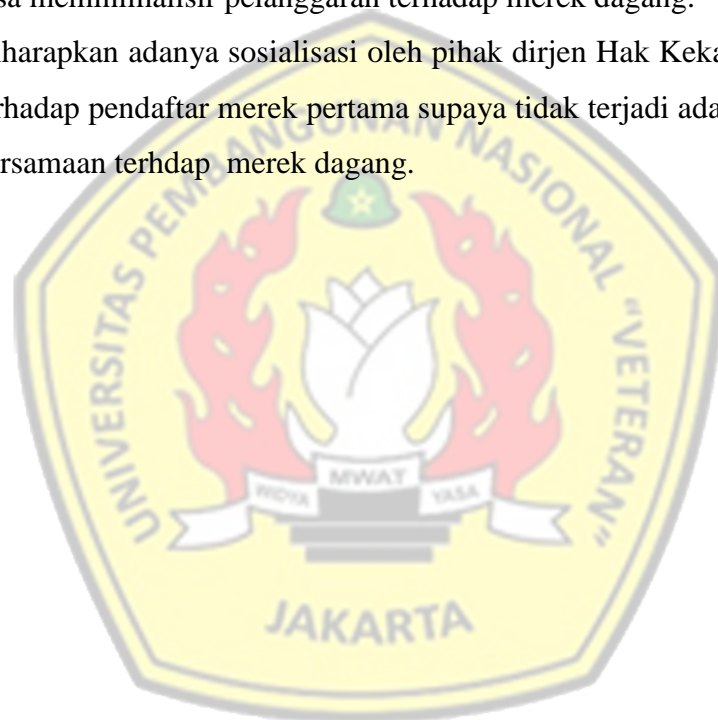 sa meminimalisir pelanggaran terhadap merek dagang.
harapkan adanya sosialisasi oleh pihak dirjen Hak Keka
rhadap pendaftar merek pertama supaya tidak terjadi ada
ersamaan terhdap merek dagang.
UNIVERSITAS PEMBANGUNAN NASIONAL "VETERAN"
WIDYA MWAT YASA
JAKARTA